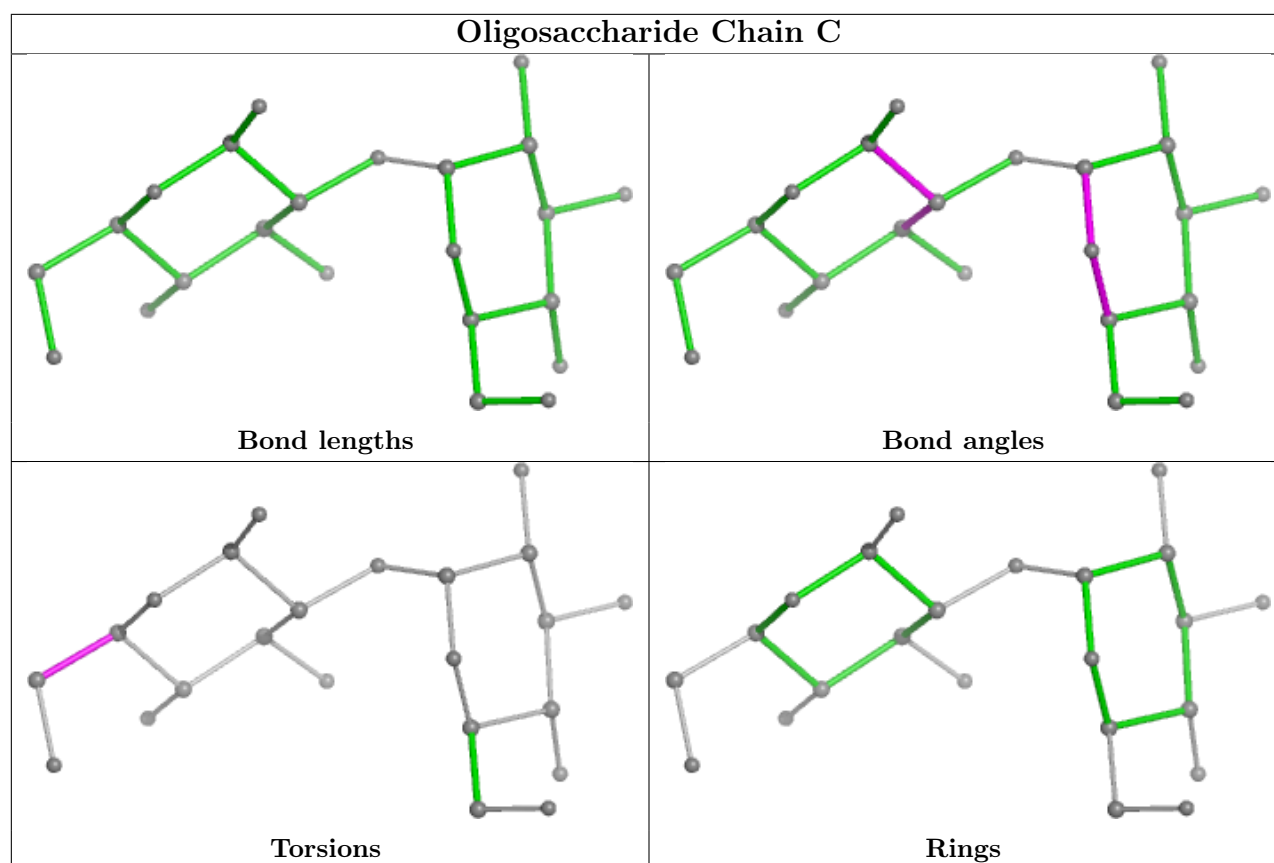 Oligosaccharide Chain C
Bond lengths
Bond angles
Torsions
Rings